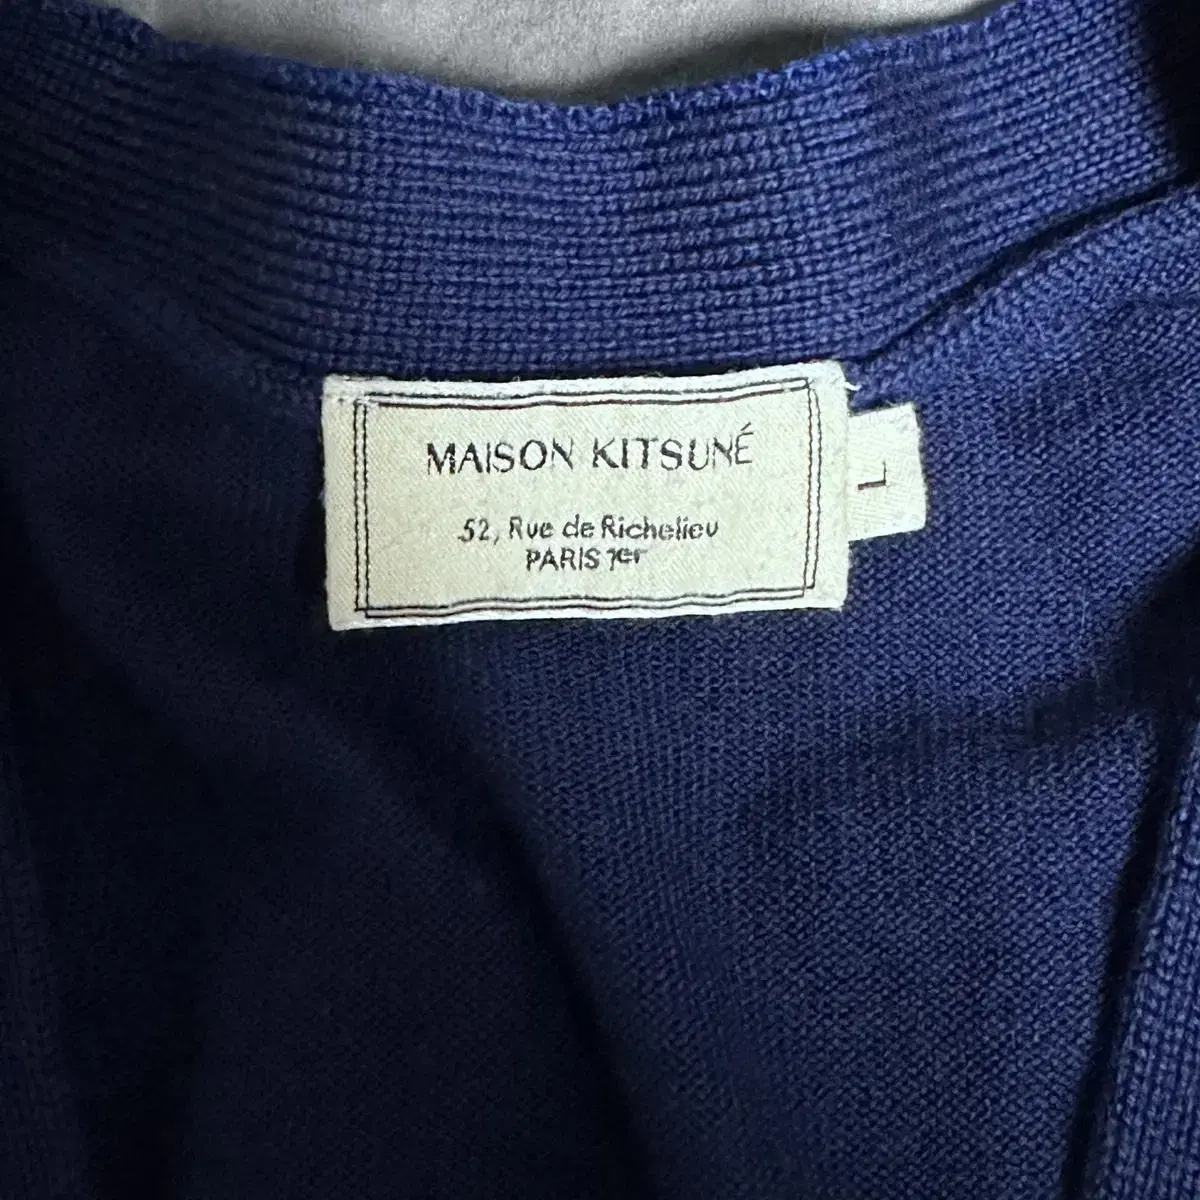 MAISON KITSUNÉ
52, Rue de Richelieu
PARIS 1er
L